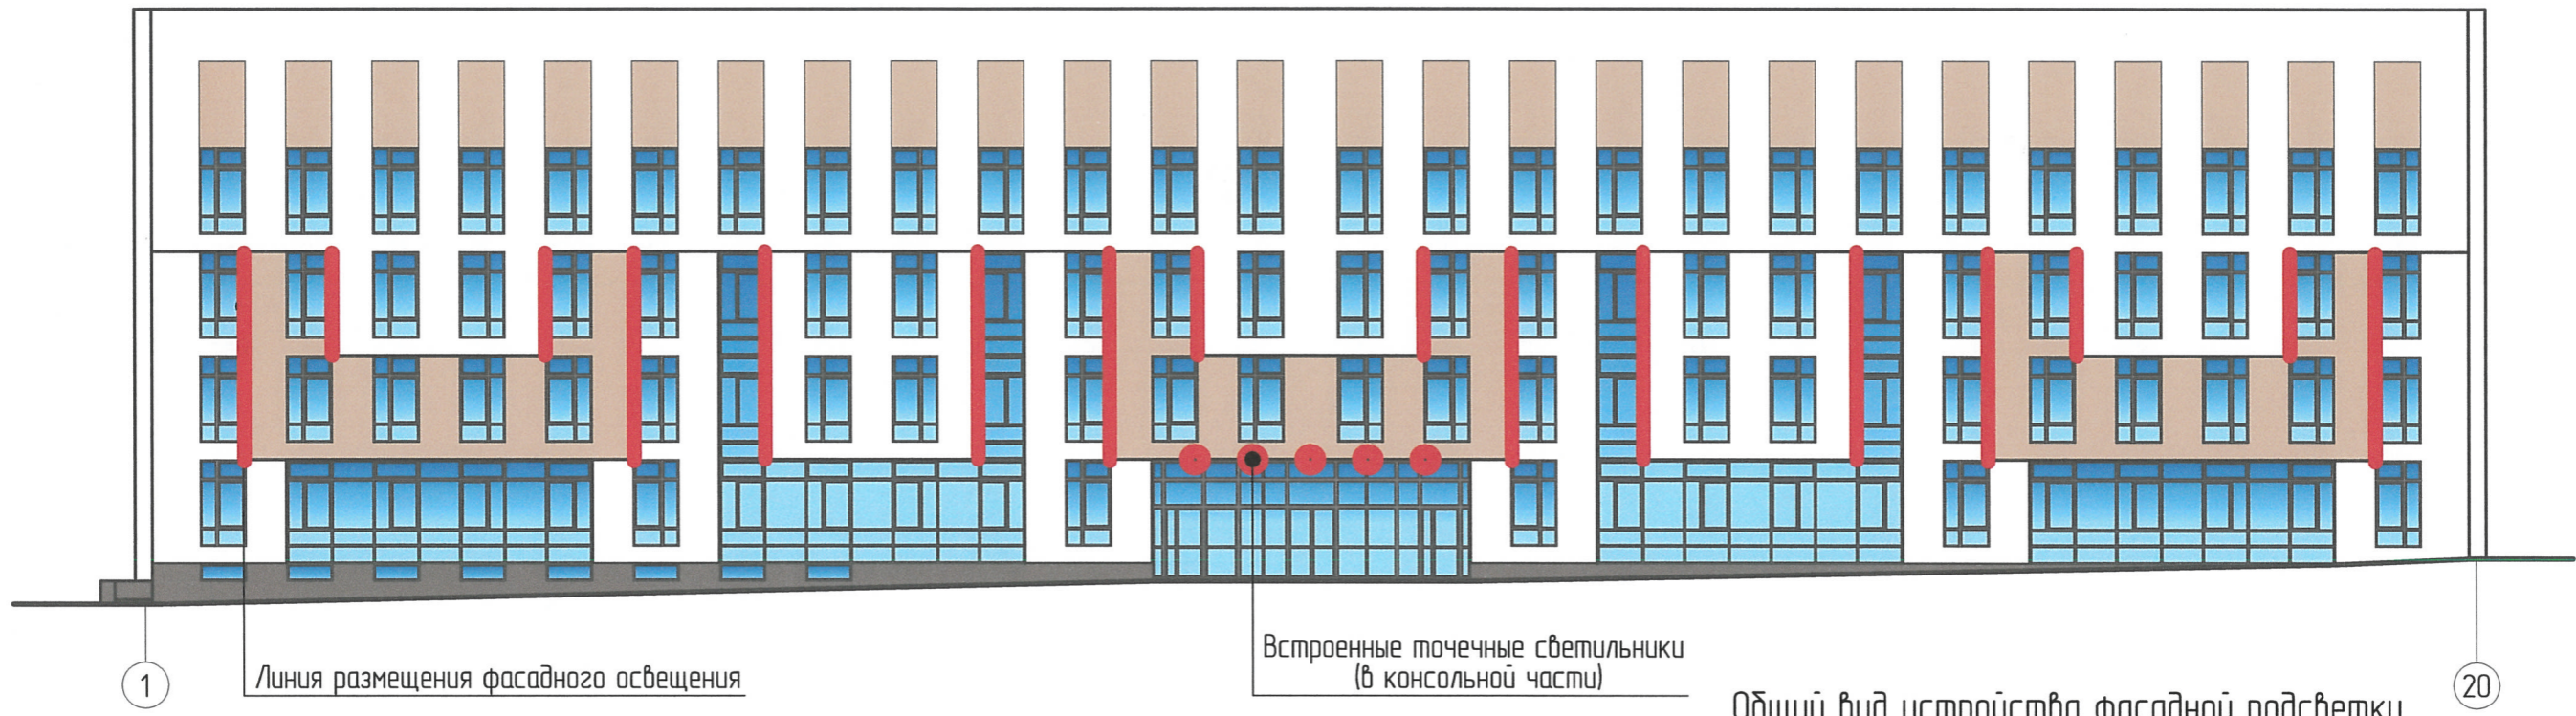 Линия размещения фасадного освещения
Встроенные точечные светильники
(в консольной части)
1
20
Общий вид устройства фасадной подсветки